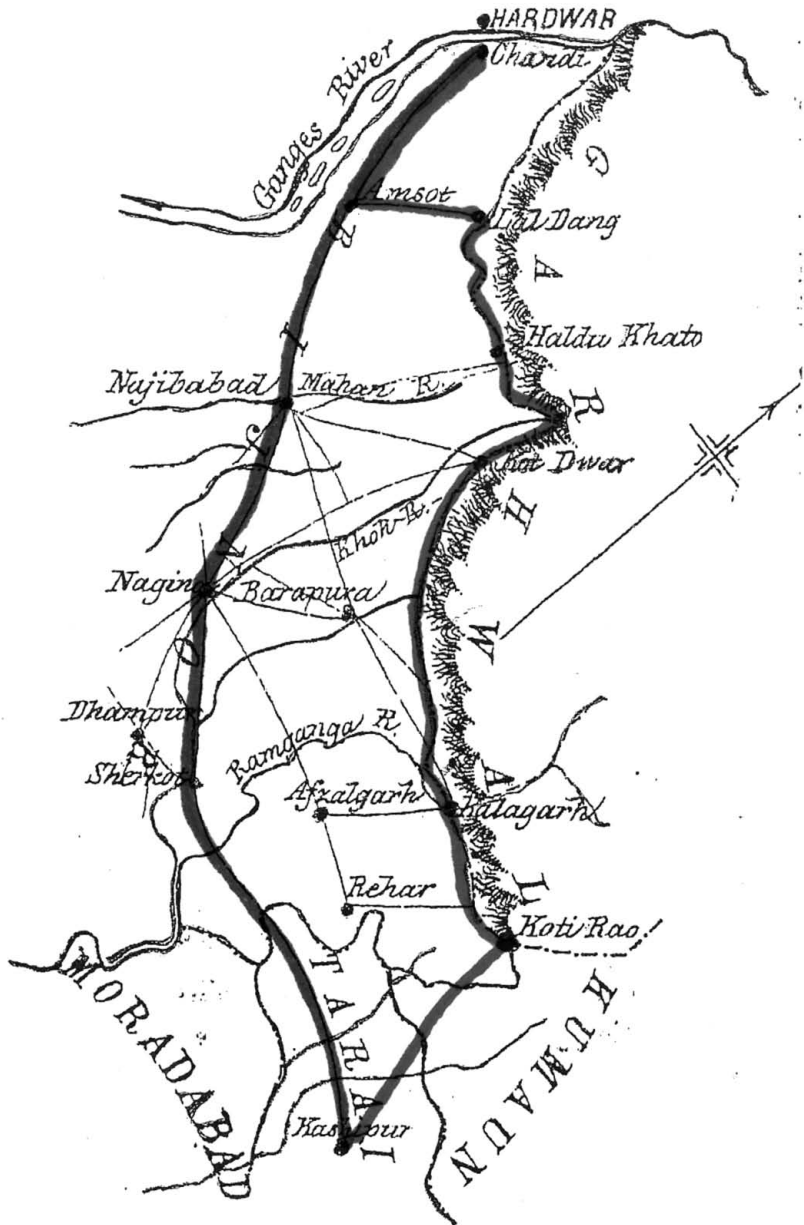 HARDWAR
Chandi
Ganges River
Amsot
Lal Dang
GARHWAL
Haldu Khato
Najibabad
Mahan R.
Kot Dwar
Khoh R.
Nagina
Barapura
BIJNOR
Dhampur
Sherkot
Ramganga R.
Afzalgarh
Kalagarh
Rehar
Koti Rao
TARAI
MORADABAD
KUMAUN
Kashipur